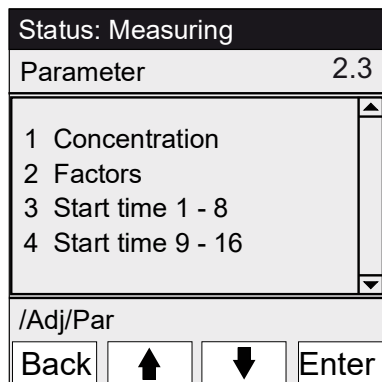 Status: Measuring
Parameter 2.3
1 Concentration
2 Factors
3 Start time 1 - 8
4 Start time 9 - 16
/Adj/Par
Back Enter